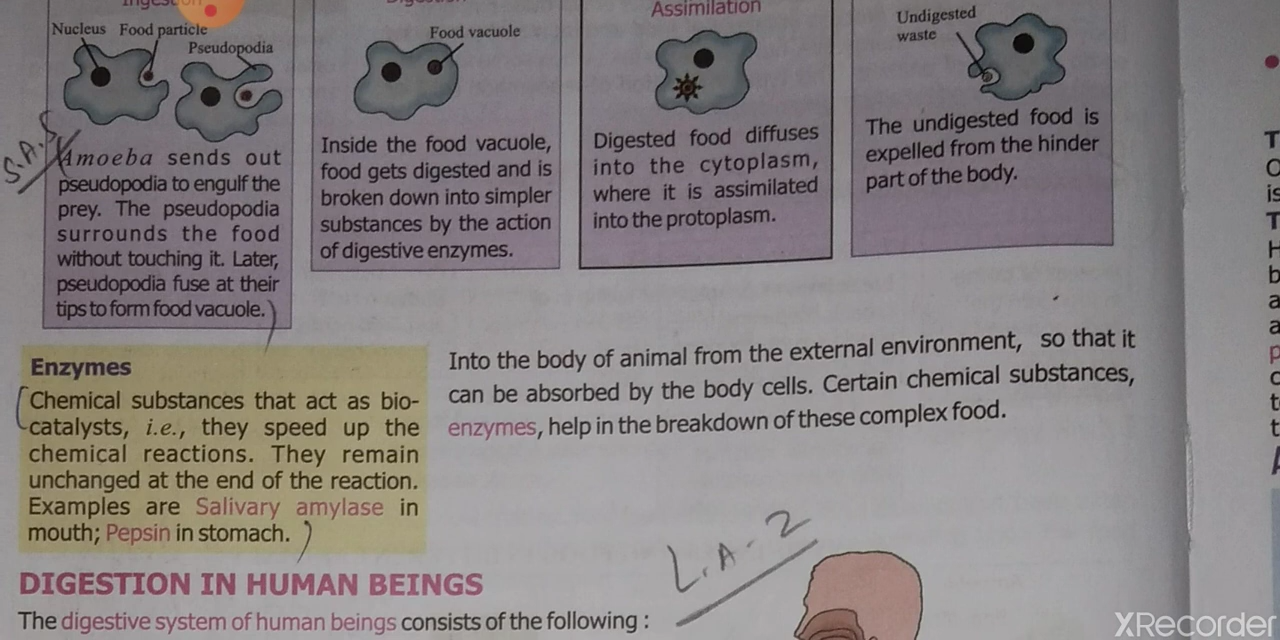 Ingestion
Nucleus Food particle
Pseudopodia
S.A.5
Amoeba sends out
pseudopodia to engulf the
prey. The pseudopodia
surrounds the food
without touching it. Later,
pseudopodia fuse at their
tips to form food vacuole.
Food vacuole
Inside the food vacuole,
food gets digested and is
broken down into simpler
substances by the action
of digestive enzymes.
Assimilation
Digested food diffuses
into the cytoplasm,
where it is assimilated
into the protoplasm.
Undigested
waste
The undigested food is
expelled from the hinder
part of the body.
Enzymes
Chemical substances that act as bio-
catalysts, i.e., they speed up the
chemical reactions. They remain
unchanged at the end of the reaction.
Examples are Salivary amylase in
mouth; Pepsin in stomach.
Into the body of animal from the external environment, so that it
can be absorbed by the body cells. Certain chemical substances,
enzymes, help in the breakdown of these complex food.
L.A-2
DIGESTION IN HUMAN BEINGS
The digestive system of human beings consists of the following :
XRecorder